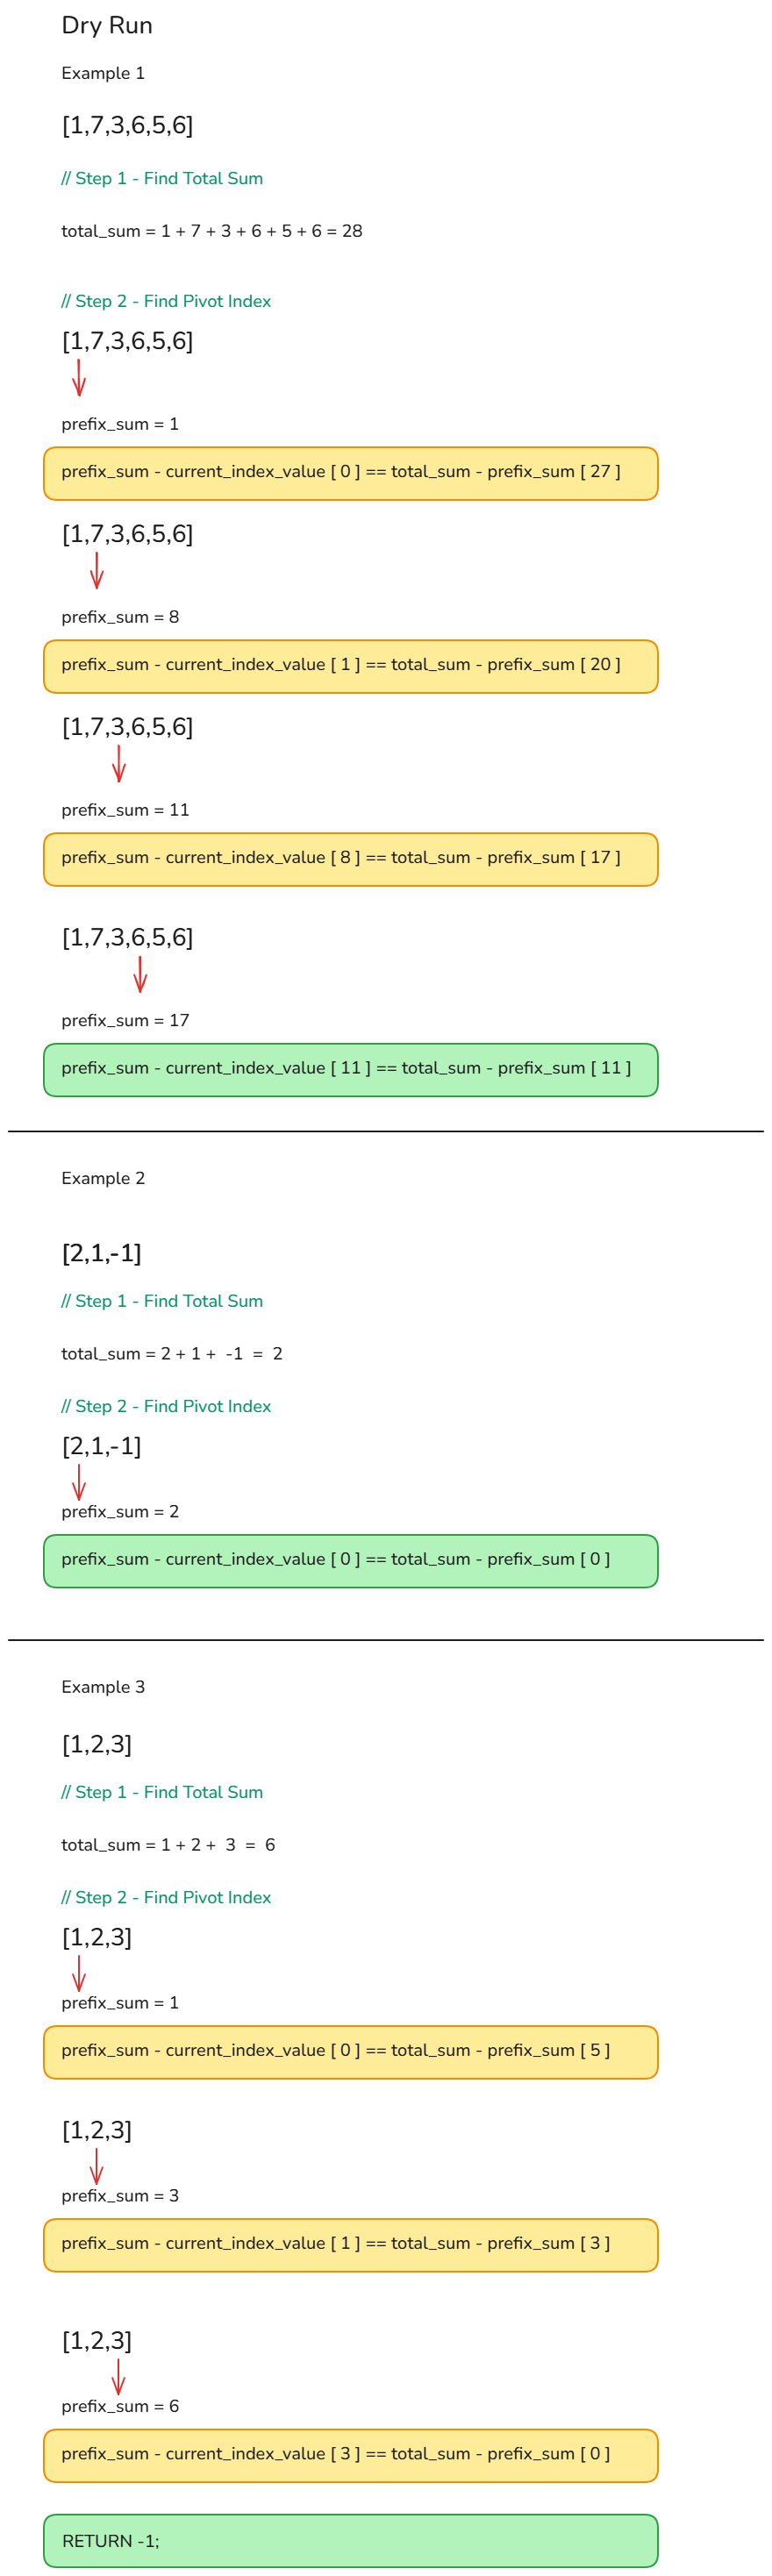 Dry Run
Example 1
[1,7,3,6,5,6]
// Step 1 - Find Total Sum
total_sum = 1 + 7 + 3 + 6 + 5 + 6 = 28
// Step 2 - Find Pivot Index
[1,7,3,6,5,6]
prefix_sum = 1
prefix_sum - current_index_value [ 0 ] == total_sum - prefix_sum [ 27 ]
[1,7,3,6,5,6]
prefix_sum = 8
prefix_sum - current_index_value [ 1 ] == total_sum - prefix_sum [ 20 ]
[1,7,3,6,5,6]
prefix_sum = 11
prefix_sum - current_index_value [ 8 ] == total_sum - prefix_sum [ 17 ]
[1,7,3,6,5,6]
prefix_sum = 17
prefix_sum - current_index_value [ 11 ] == total_sum - prefix_sum [ 11 ]
Example 2
[2,1,-1]
// Step 1 - Find Total Sum
total_sum = 2 + 1 + -1 = 2
// Step 2 - Find Pivot Index
[2,1,-1]
prefix_sum = 2
prefix_sum - current_index_value [ 0 ] == total_sum - prefix_sum [ 0 ]
Example 3
[1,2,3]
// Step 1 - Find Total Sum
total_sum = 1 + 2 + 3 = 6
// Step 2 - Find Pivot Index
[1,2,3]
prefix_sum = 1
prefix_sum - current_index_value [ 0 ] == total_sum - prefix_sum [ 5 ]
[1,2,3]
prefix_sum = 3
prefix_sum - current_index_value [ 1 ] == total_sum - prefix_sum [ 3 ]
[1,2,3]
prefix_sum = 6
prefix_sum - current_index_value [ 3 ] == total_sum - prefix_sum [ 0 ]
RETURN -1;